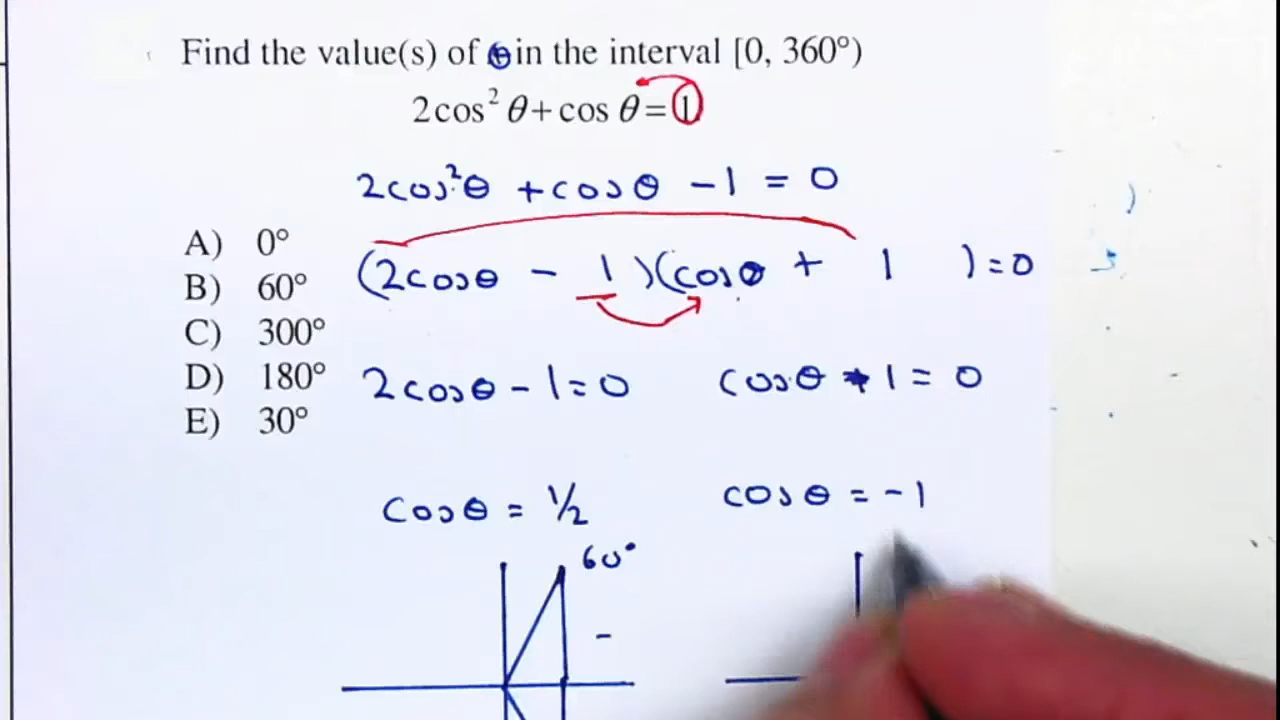 Find the value(s) of θ in the interval [0, 360°)
2cos² θ + cos θ = 1
2cos²θ + cosθ - 1 = 0
A) 0°
(2cosθ - 1)(cosθ + 1 ) = 0
B) 60°
C) 300°
D) 180°
2cosθ - 1 = 0 cosθ + 1 = 0
E) 30°
cosθ = 1/2 cosθ = -1
60°